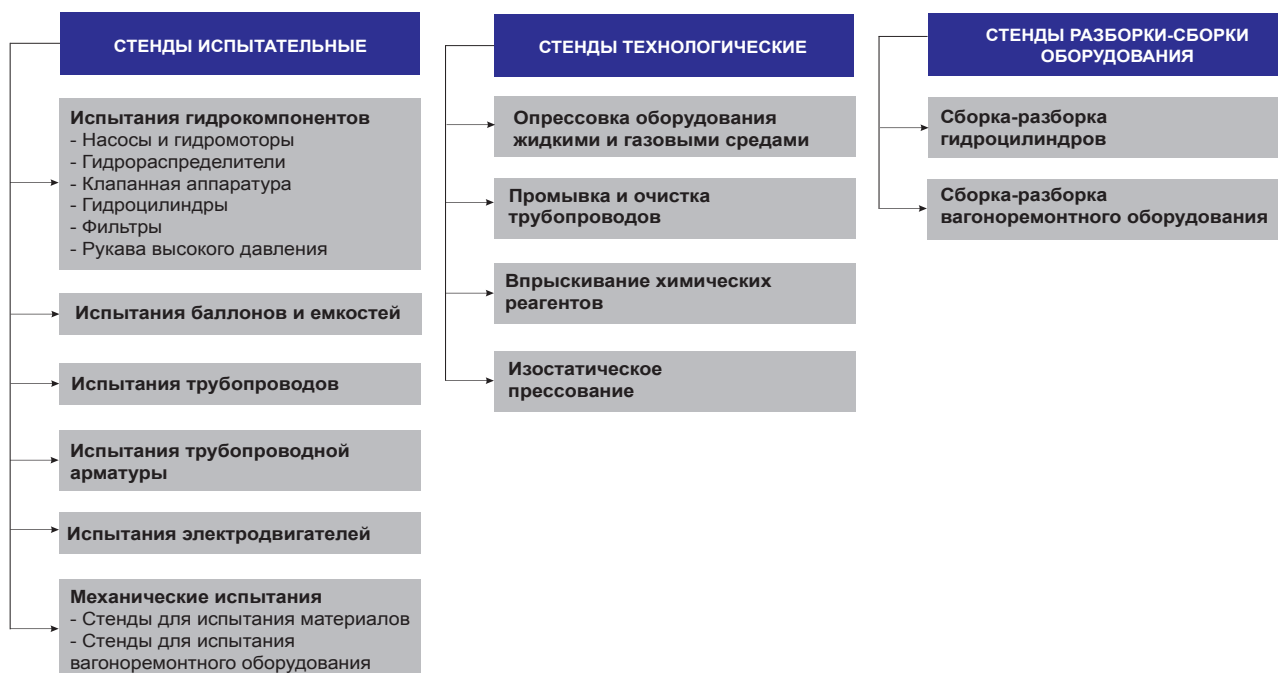 СТЕНДЫ ИСПЫТАТЕЛЬНЫЕ
Испытания гидрокомпонентов
- Насосы и гидромоторы
- Гидрораспределители
- Клапанная аппаратура
- Гидроцилиндры
- Фильтры
- Рукава высокого давления
Испытания баллонов и емкостей
Испытания трубопроводов
Испытания трубопроводной
арматуры
Испытания электродвигателей
Механические испытания
- Стенды для испытания материалов
- Стенды для испытания
вагоноремонтного оборудования
СТЕНДЫ ТЕХНОЛОГИЧЕСКИЕ
Опрессовка оборудования
жидкими и газовыми средами
Промывка и очистка
трубопроводов
Впрыскивание химических
реагентов
Изостатическое
прессование
СТЕНДЫ РАЗБОРКИ-СБОРКИ
ОБОРУДОВАНИЯ
Сборка-разборка
гидроцилиндров
Сборка-разборка
вагоноремонтного оборудования